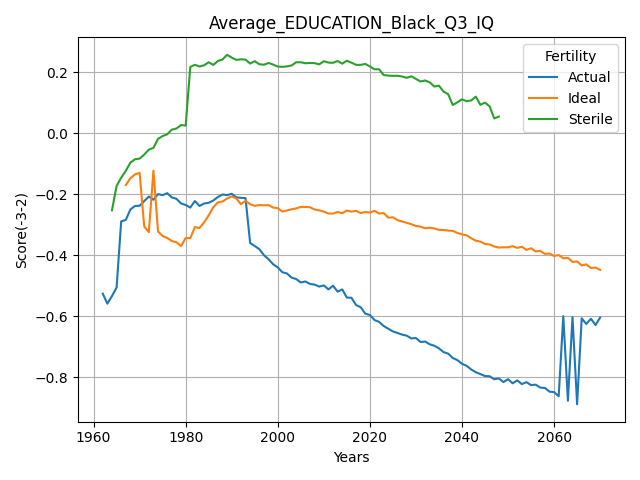 Average_EDUCATION_Black_Q3_IQ
Fertility
Actual
Ideal
Sterile
Score(-3-2)
0.2
0.0
−0.2
−0.4
−0.6
−0.8
1960
1980
2000
2020
2040
2060
Years